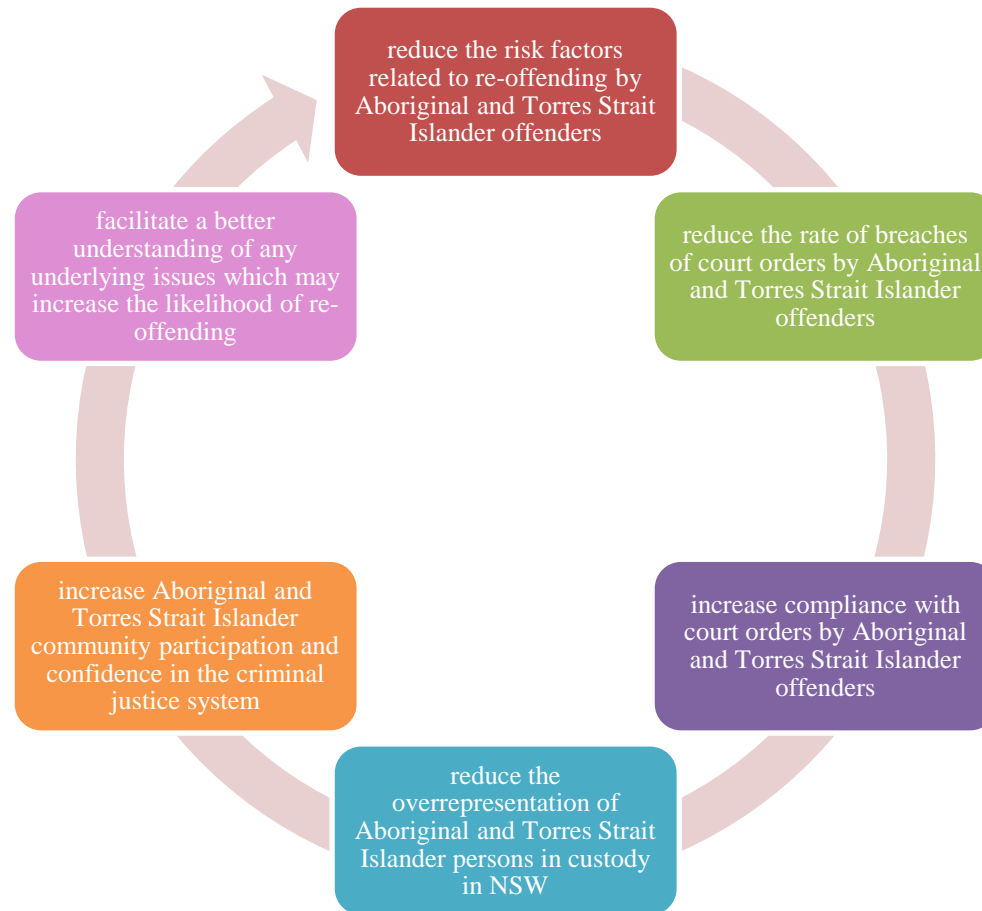 reduce the risk factors
related to re-offending by
Aboriginal and Torres Strait
Islander offenders
reduce the rate of breaches
of court orders by Aboriginal
and Torres Strait Islander
offenders
increase compliance with
court orders by Aboriginal
and Torres Strait Islander
offenders
reduce the
overrepresentation of
Aboriginal and Torres Strait
Islander persons in custody
in NSW
increase Aboriginal and
Torres Strait Islander
community participation and
confidence in the criminal
justice system
facilitate a better
understanding of any
underlying issues which may
increase the likelihood of re-
offending